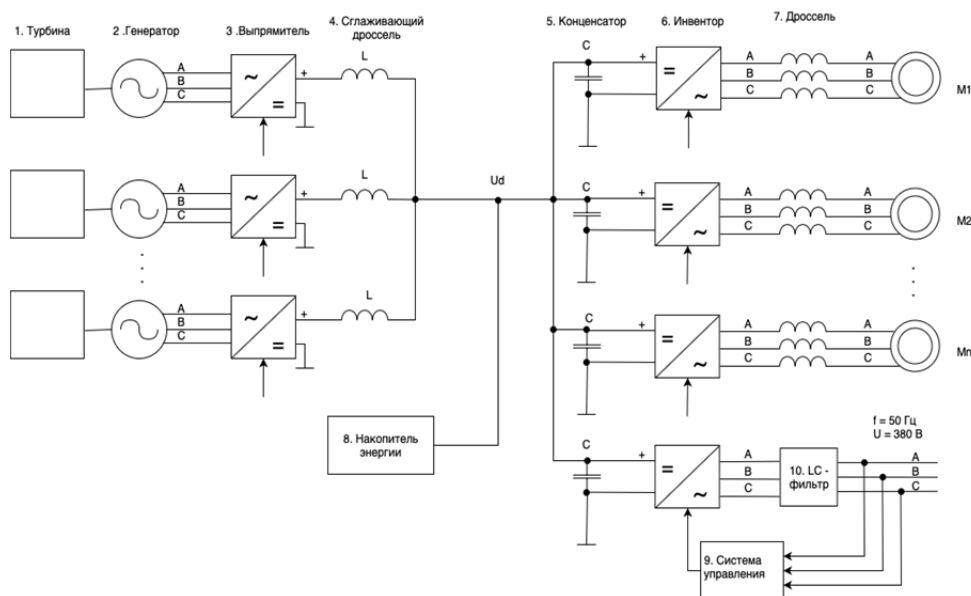 1. Турбина
2 .Генератор
3 .Выпрямитель
4. Сглаживающий
дроссель
5. Конденсатор
6. Инвентор
7. Дроссель
A
B
C
~
=
+
L
C
+
=
~
A
B
C
A
B
C
M1
A
B
C
~
=
+
L
Ud
C
+
=
~
A
B
C
A
B
C
M2
A
B
C
~
=
+
L
C
+
=
~
A
B
C
A
B
C
Mn
8. Накопитель
энергии
C
+
=
~
A
B
C
10. LC -
фильтр
f = 50 Гц
U = 380 В
A
B
C
9. Система
управления